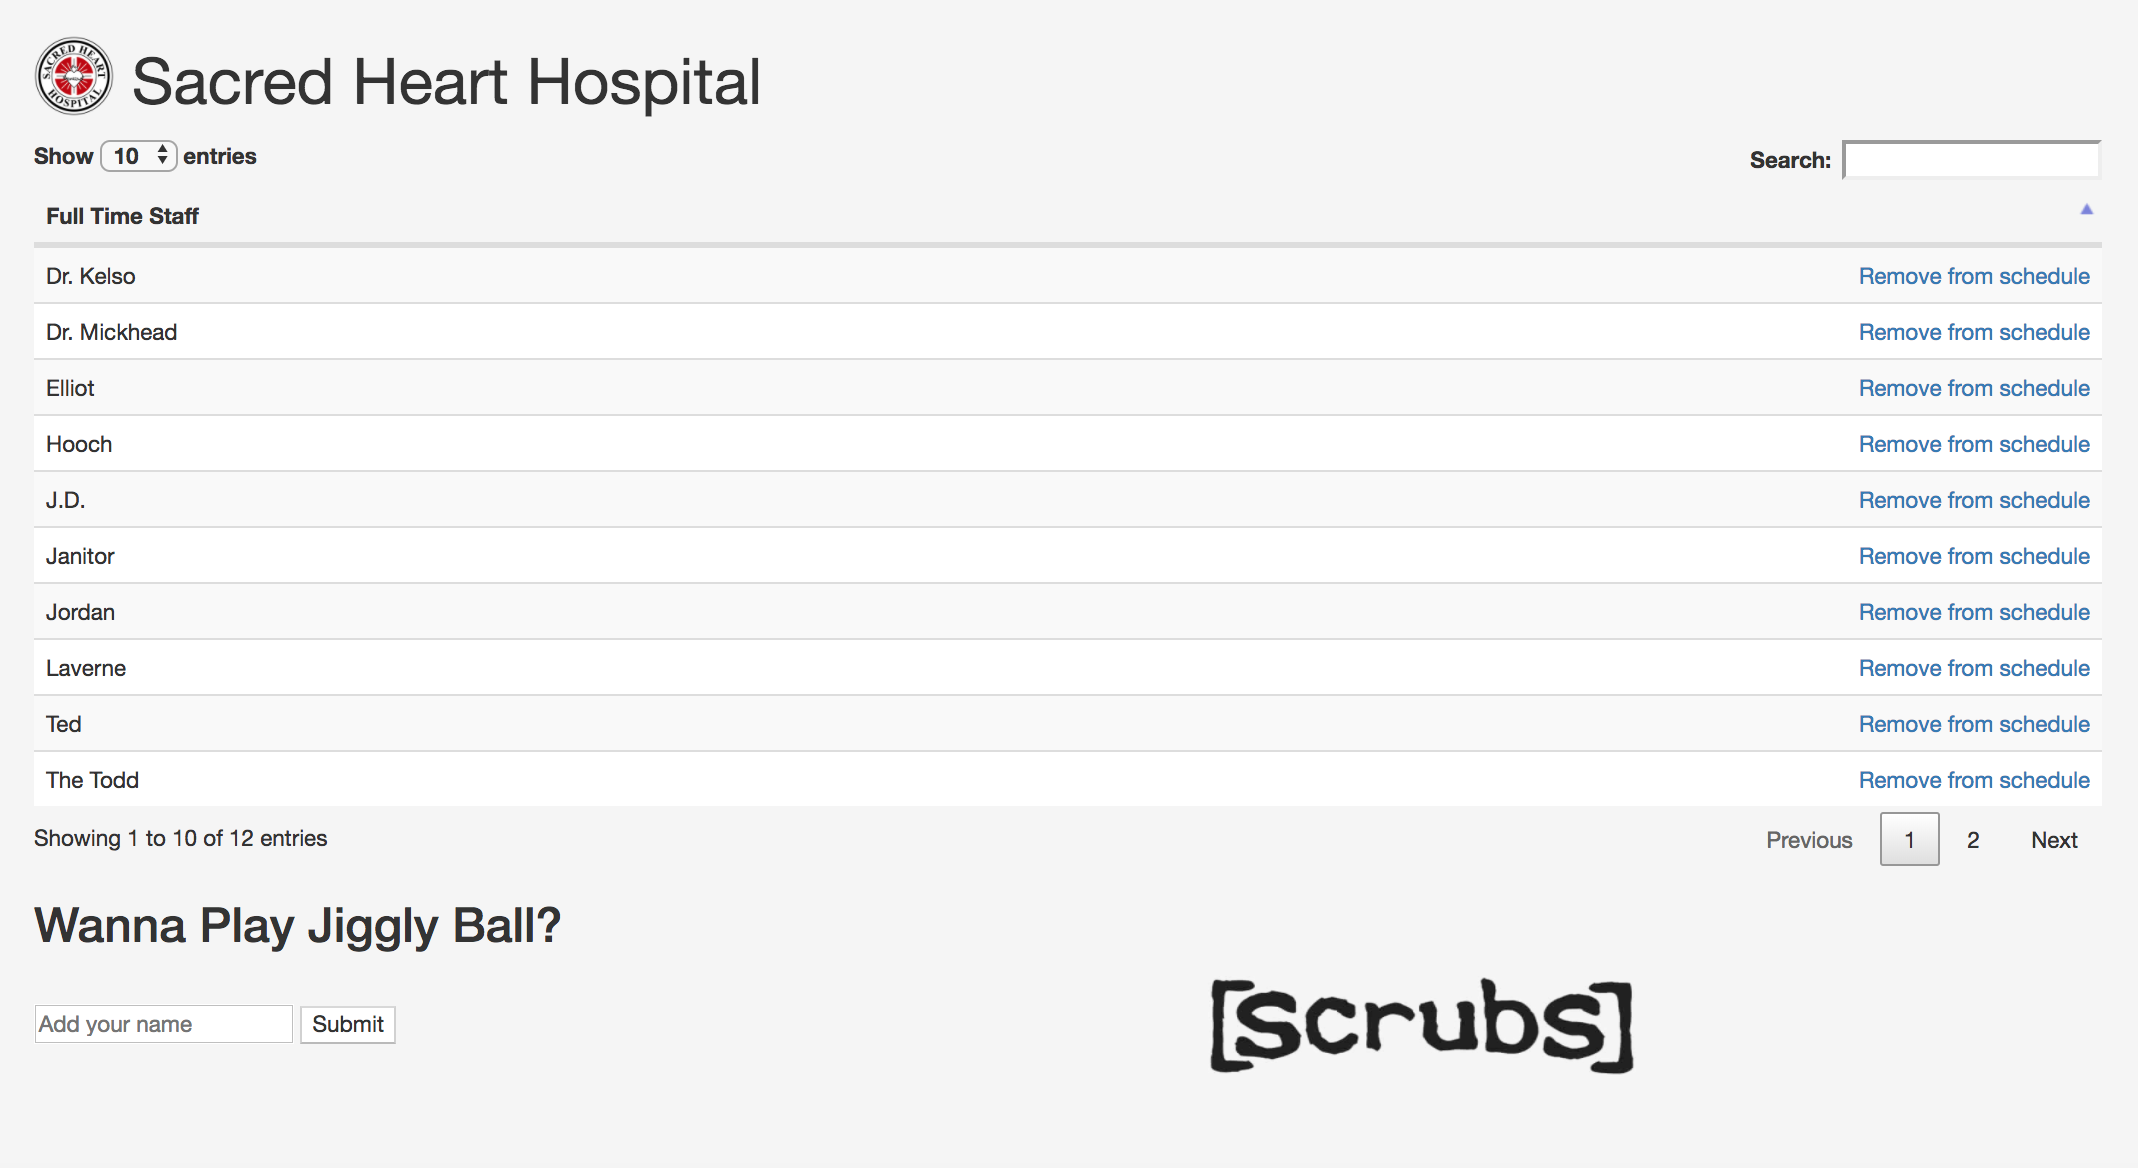 SACRED HEART HOSPITAL
Sacred Heart Hospital
Show 10 entries
Search:
Full Time Staff
Dr. Kelso Remove from schedule
Dr. Mickhead Remove from schedule
Elliot Remove from schedule
Hooch Remove from schedule
J.D. Remove from schedule
Janitor Remove from schedule
Jordan Remove from schedule
Laverne Remove from schedule
Ted Remove from schedule
The Todd Remove from schedule
Showing 1 to 10 of 12 entries
Previous 1 2 Next
Wanna Play Jiggly Ball?
Add your name Submit
[scrubs]